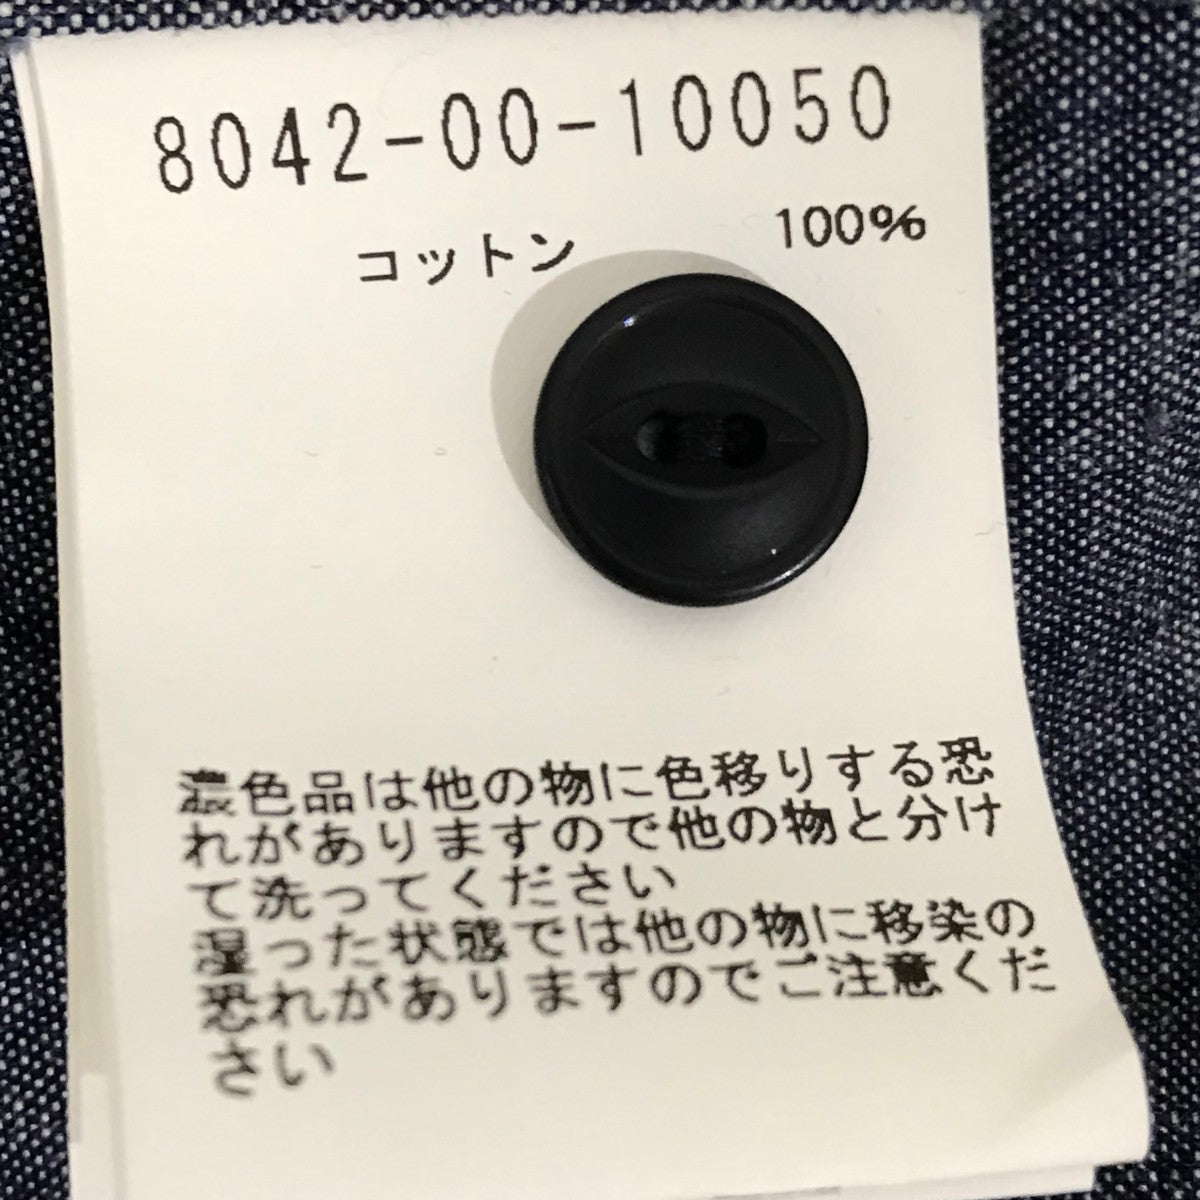 8042-00-10050
コットン 100%
濃色品は他の物に色移りする恐
れがありますので他の物と分け
て洗ってください
湿った状態では他の物に移染の
恐れがありますのでご注意くだ
さい